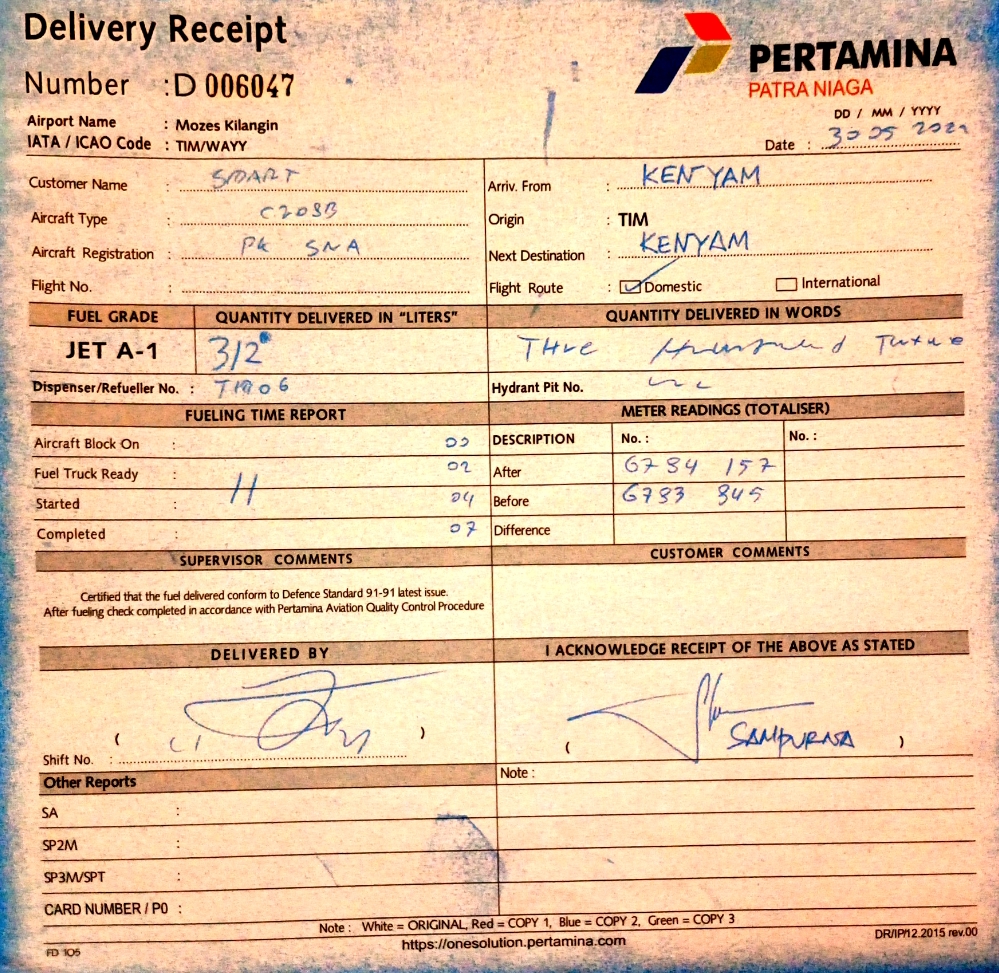 Delivery Receipt
PERTAMINA
PATRA NIAGA
Number : D 006047
DD / MM / YYYY
Date : 30 05
Airport Name : Mozes Kilangin
IATA / ICAO Code : TIM/WAYY
Customer Name : SMART
Arriv. From : KENYAM
Aircraft Type : C208B
Origin : TIM
Aircraft Registration : PK SNA
Next Destination : KENYAM
Flight No. :
Flight Route : Domestic International
FUEL GRADE QUANTITY DELIVERED IN "LITERS" QUANTITY DELIVERED IN WORDS
JET A-1 312
Dispenser/Refueller No. :
Hydrant Pit No.
FUELING TIME REPORT METER READINGS (TOTALISER)
Aircraft Block On : 00
DESCRIPTION No. : No. :
Fuel Truck Ready : 02
After 6784 157
Started : 11 04
Before 6783 845
Completed : 07
Difference
SUPERVISOR COMMENTS CUSTOMER COMMENTS
Certified that the fuel delivered conform to Defence Standard 91-91 latest issue.
After fueling check completed in accordance with Pertamina Aviation Quality Control Procedure
DELIVERED BY I ACKNOWLEDGE RECEIPT OF THE ABOVE AS STATED
( )
( SAMPURNA )
Shift No. :
Other Reports
Note :
SA :
SP2M :
SP3M/SPT :
CARD NUMBER / PO :
Note : White = ORIGINAL, Red = COPY 1, Blue = COPY 2, Green = COPY 3
FD 105
https://onesolution.pertamina.com
DR/IP/12.2015 rev.00